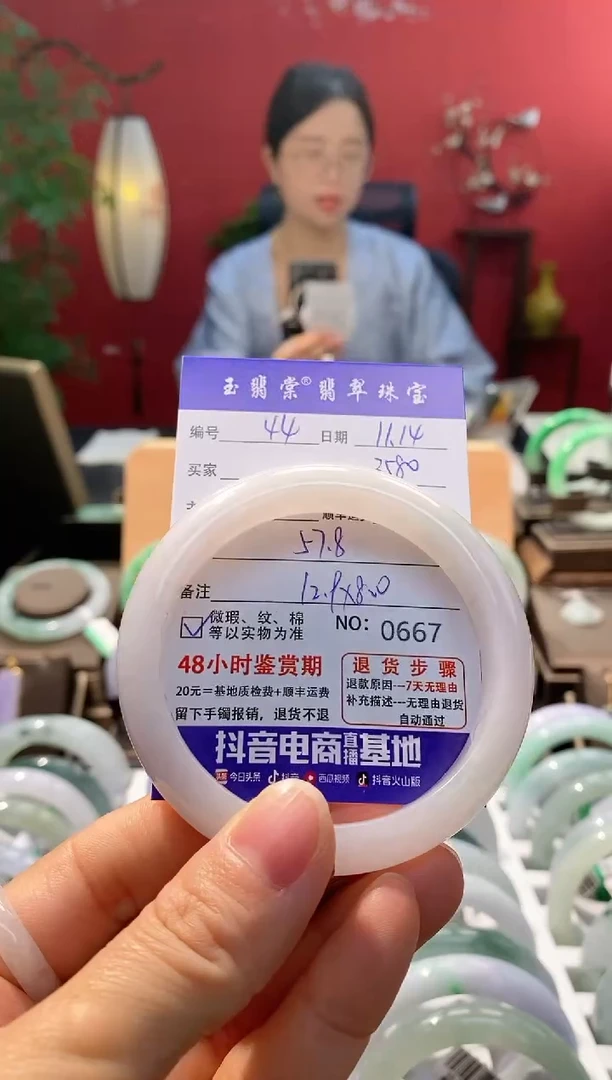 玉翡棠®翡翠珠宝
编号 44 日期 11.14
买家 2580
57.8
备注 12.9x8.0
微瑕、纹、棉
等以实物为准
NO: 0667
48小时鉴赏期
20元=基地质检费+顺丰运费
留下手镯报销,退货不退
退货步骤
退款原因---7天无理由
补充描述---无理由退货
自动通过
抖音电商直播基地
今日头条 抖音 西瓜视频 抖音火山版